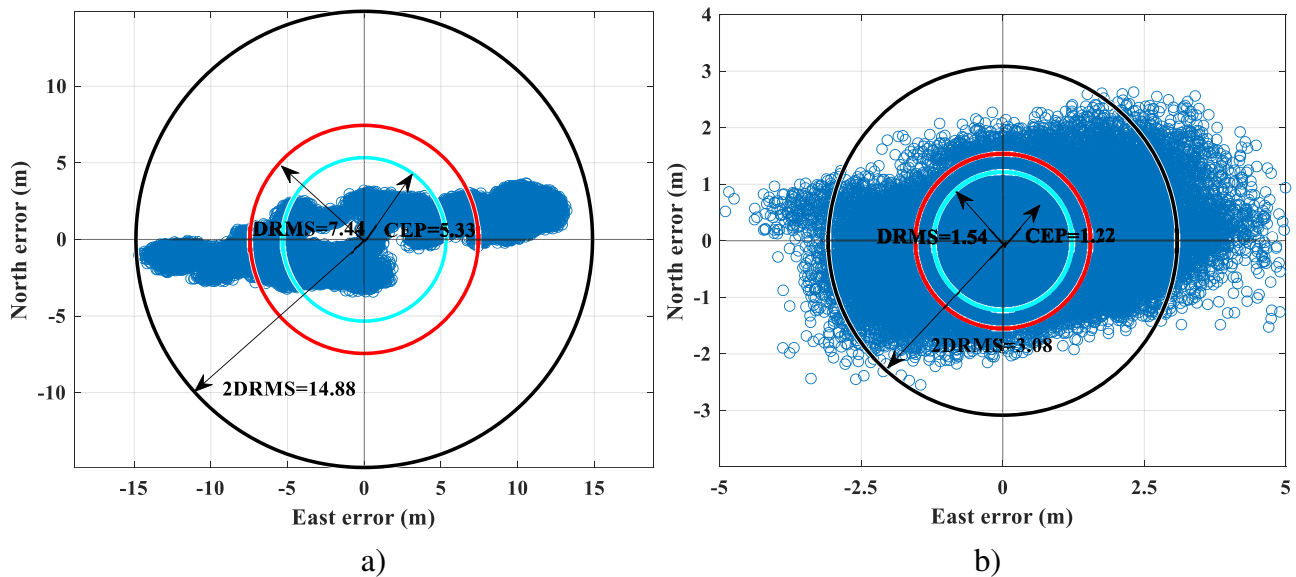 10
5
0
-5
-10
-15
-10
-5
0
5
10
15
North error (m)
East error (m)
DRMS=7.44
CEP=5.33
2DRMS=14.88
a)
4
3
2
1
0
-1
-2
-3
-4
-5
-2.5
0
2.5
5
North error (m)
East error (m)
DRMS=1.54
CEP=1.22
2DRMS=3.08
b)